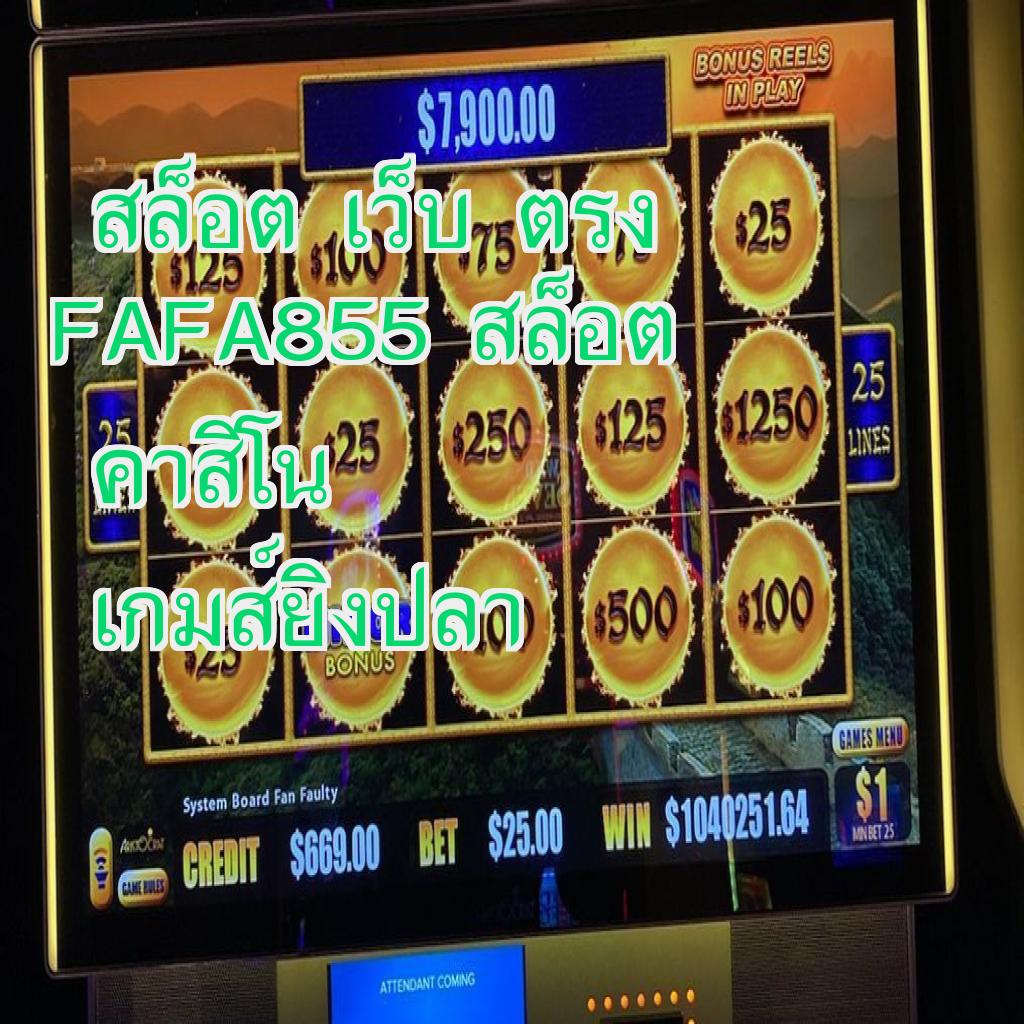 BONUS REELS
IN PLAY
$7,900.00
สล็อต เว็บ ตรง
$125 $100 $75 $25
FAFA855 สล็อต
25
LINES
25
$25 $250 $125 $1250
คาสิโน
เกมส์ยิงปลา
$25 BONUS $500 $100
GAMES MENU
System Board Fan Faulty
$1
MIN BET 25
ARISTOCRAT
GAME RULES
CREDIT $669.00 BET $25.00 WIN $1040251.64
ATTENDANT COMING